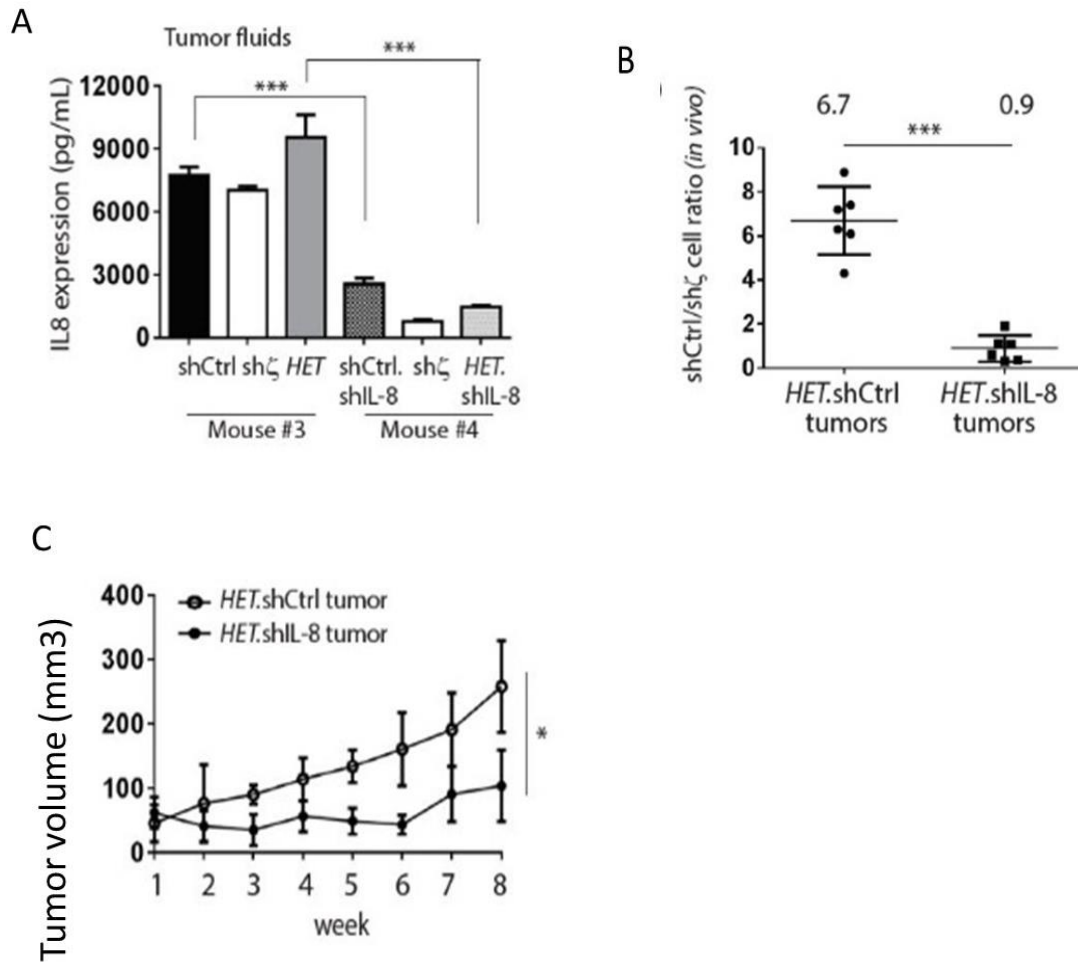 A
Tumor fluids
***
***
IL8 expression (pg/mL)
12000
9000
6000
3000
0
shCtrl shζ HET shCtrl. shζ HET.
shIL-8 shIL-8
Mouse #3 Mouse #4
B
6.7 0.9
***
shCtrl/shζ cell ratio (in vivo)
10
8
6
4
2
0
HET.shCtrl HET.shIL-8
tumors tumors
C
Tumor volume (mm3)
400
300
200
100
0
HET.shCtrl tumor
HET.shIL-8 tumor
*
1 2 3 4 5 6 7 8
week